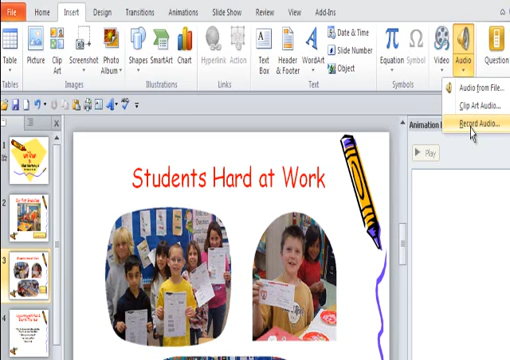 File Home Insert Design Transitions Animations Slide Show Review View Add-Ins
Table Picture Clip Art Screenshot Photo Album Shapes SmartArt Chart Hyperlink Action Text Box Header & Footer WordArt Date & Time Slide Number Object Equation Symbol Video Audio Question
Tables Images Illustrations Links Text Symbols
Audio from File...
Clip Art Audio...
Record Audio...
Animation
Play
Students Hard at Work
1
2
3
4